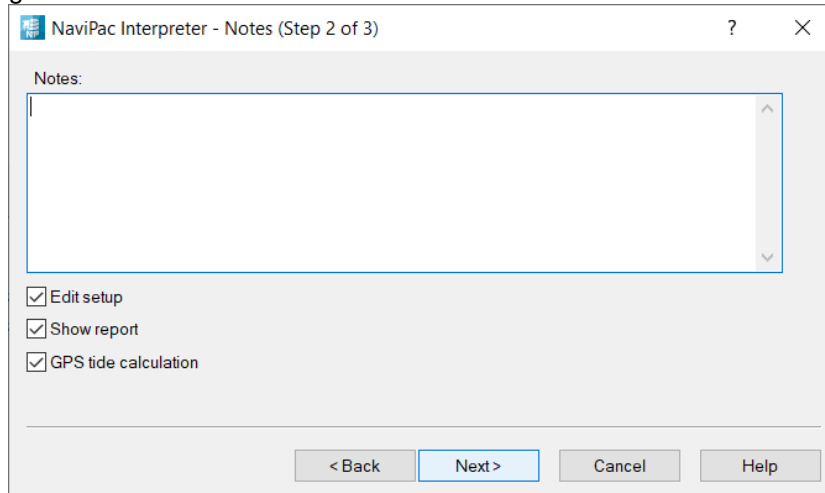 NaviPac Interpreter - Notes (Step 2 of 3) ?
Notes:
Edit setup
Show report
GPS tide calculation
< Back Next > Cancel Help